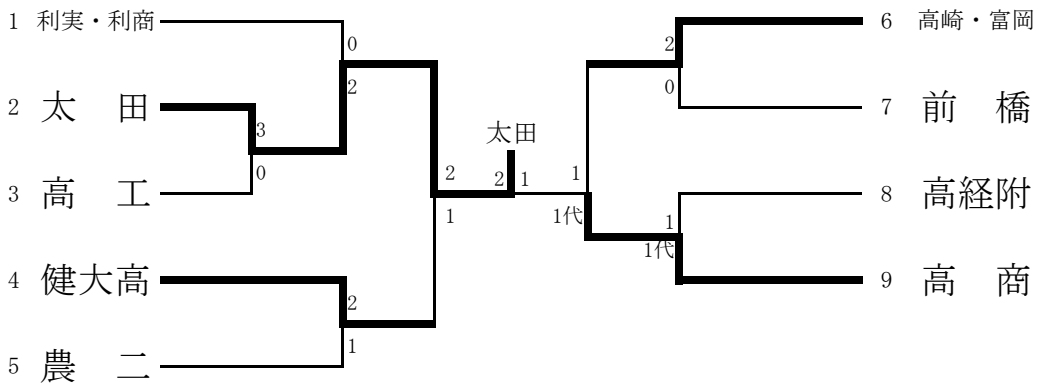 1 利実・利商
2 太 田
3 高 工
4 健大高
5 農 二
0
2
3
0
2
1
2
1
太田
2 1
1
1代
2
0
1
1代
6 高崎・富岡
7 前 橋
8 高経附
9 高 商